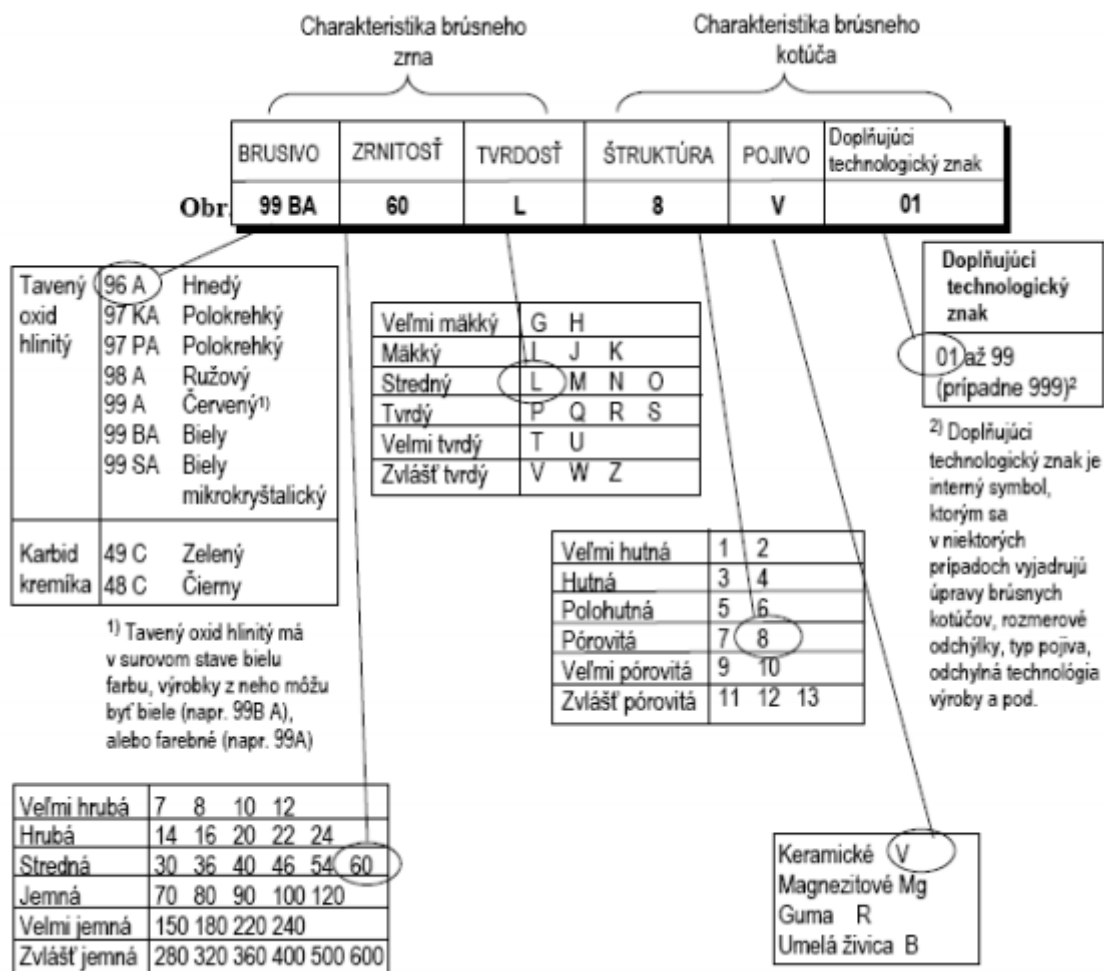 Charakteristika brúsneho
zrna
Charakteristika brúsneho
kotúča
BRUSIVO ZRNITOSŤ TVRDOSŤ ŠTRUKTÚRA POJIVO Doplňujúci
technologický znak
Obr. 99 BA 60 L 8 V 01
Tavený 96 A Hnedý
oxid 97 KA Polokrehký
hlinitý 97 PA Polokrehký
98 A Ružový
99 A Červený1)
99 BA Biely
99 SA Biely
mikrokryštalický
Karbid 49 C Zelený
kremíka 48 C Čierny
1) Tavený oxid hlinitý má
v surovom stave bielu
farbu, výrobky z neho môžu
byť biele (napr. 99B A),
alebo farebné (napr. 99A)
Veľmi mäkký G H
Mäkký I J K
Stredný L M N O
Tvrdý P Q R S
Velmi tvrdý T U
Zvlášť tvrdý V W Z
Doplňujúci
technologický
znak
01 až 99
(prípadne 999)2
2) Doplňujúci
technologický znak je
interný symbol,
ktorým sa
v niektorých
prípadoch vyjadrujú
úpravy brúsnych
kotúčov, rozmerové
odchýlky, typ pojiva,
odchylná technológia
výroby a pod.
Veľmi hutná 1 2
Hutná 3 4
Polohutná 5 6
Pórovitá 7 8
Veľmi pórovitá 9 10
Zvlášť pórovitá 11 12 13
Veľmi hrubá 7 8 10 12
Hrubá 14 16 20 22 24
Stredná 30 36 40 46 54 60
Jemná 70 80 90 100 120
Velmi jemná 150 180 220 240
Zvlášť jemná 280 320 360 400 500 600
Keramické V
Magnezitové Mg
Guma R
Umelá živica B